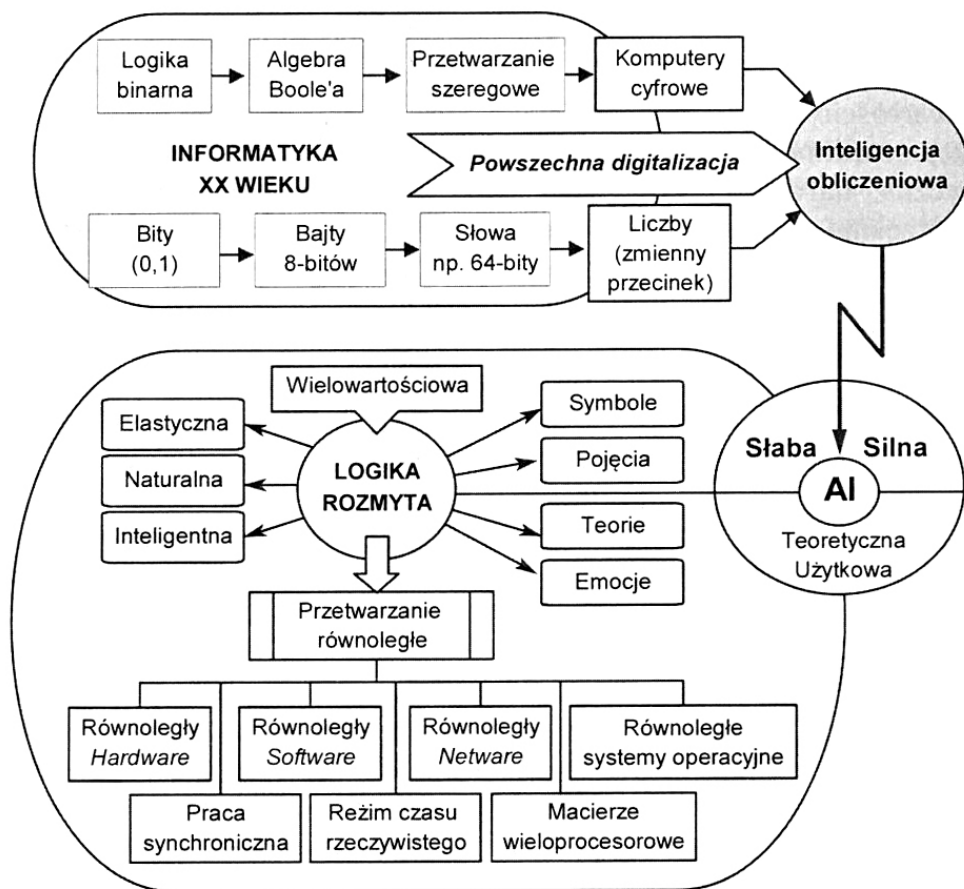 Logika
binarna
Algebra
Boole'a
Przetwarzanie
szeregowe
Komputery
cyfrowe
INFORMATYKA
XX WIEKU
Powszechna digitalizacja
Inteligencja
obliczeniowa
Bity
(0,1)
Bajty
8-bitów
Słowa
np. 64-bity
Liczby
(zmienny
przecinek)
Wielowartościowa
Elastyczna
Naturalna
Inteligentna
LOGIKA
ROZMYTA
Symbole
Pojęcia
Teorie
Emocje
Słaba
Silna
AI
Teoretyczna
Użytkowa
Przetwarzanie
równoległe
Równoległy
Hardware
Równoległy
Software
Równoległy
Netware
Równoległe
systemy operacyjne
Praca
synchroniczna
Reżim czasu
rzeczywistego
Macierze
wieloprocesorowe